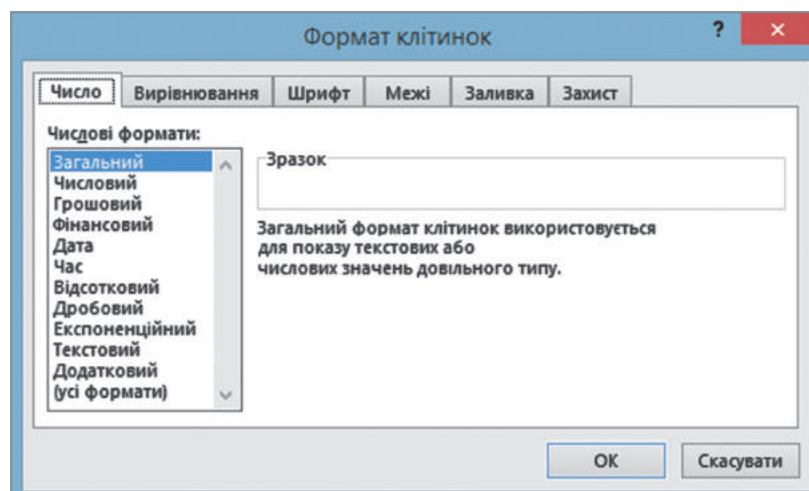 Формат клітинок
?
×
Число Вирівнювання Шрифт Межі Заливка Захист
Числові формати:
Загальний
Числовий
Грошовий
Фінансовий
Дата
Час
Відсотковий
Дробовий
Експоненційний
Текстовий
Додатковий
(усі формати)
Зразок
Загальний формат клітинок використовується
для показу текстових або
числових значень довільного типу.
ОК Скасувати